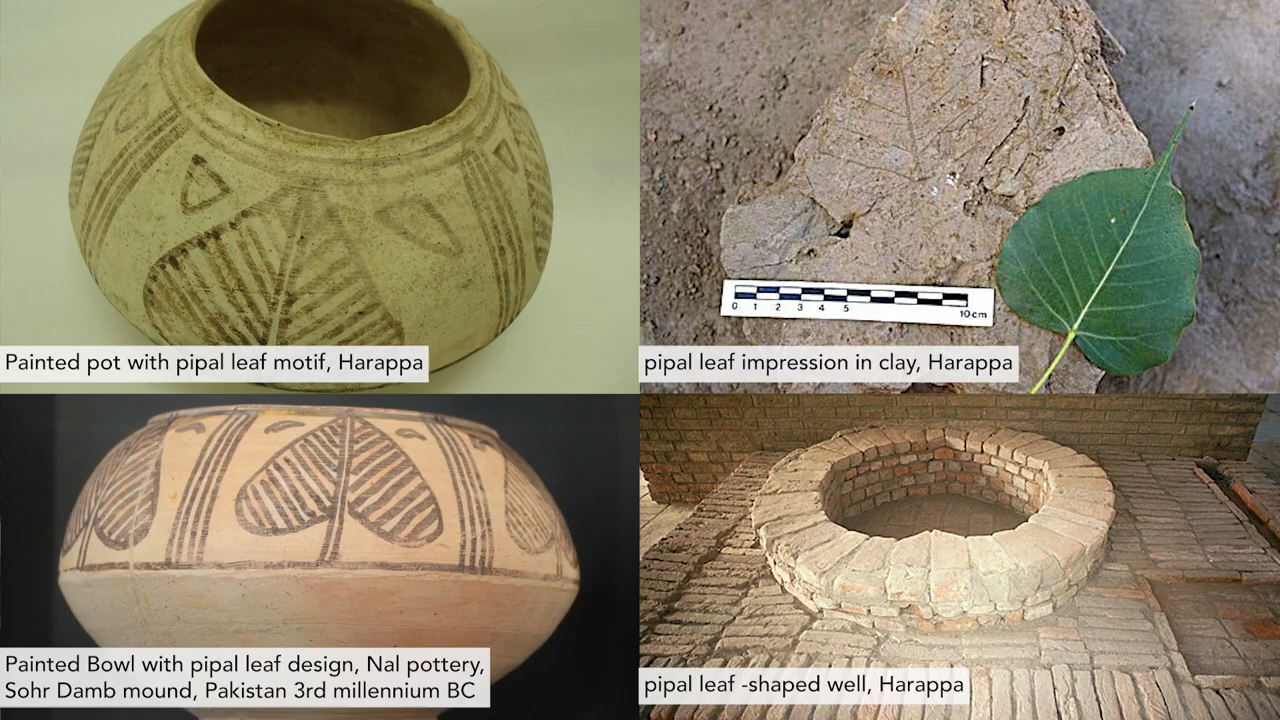 Painted pot with pipal leaf motif, Harappa
0 1 2 3 4 5 10cm
pipal leaf impression in clay, Harappa
Painted Bowl with pipal leaf design, Nal pottery,
Sohr Damb mound, Pakistan 3rd millennium BC
pipal leaf -shaped well, Harappa